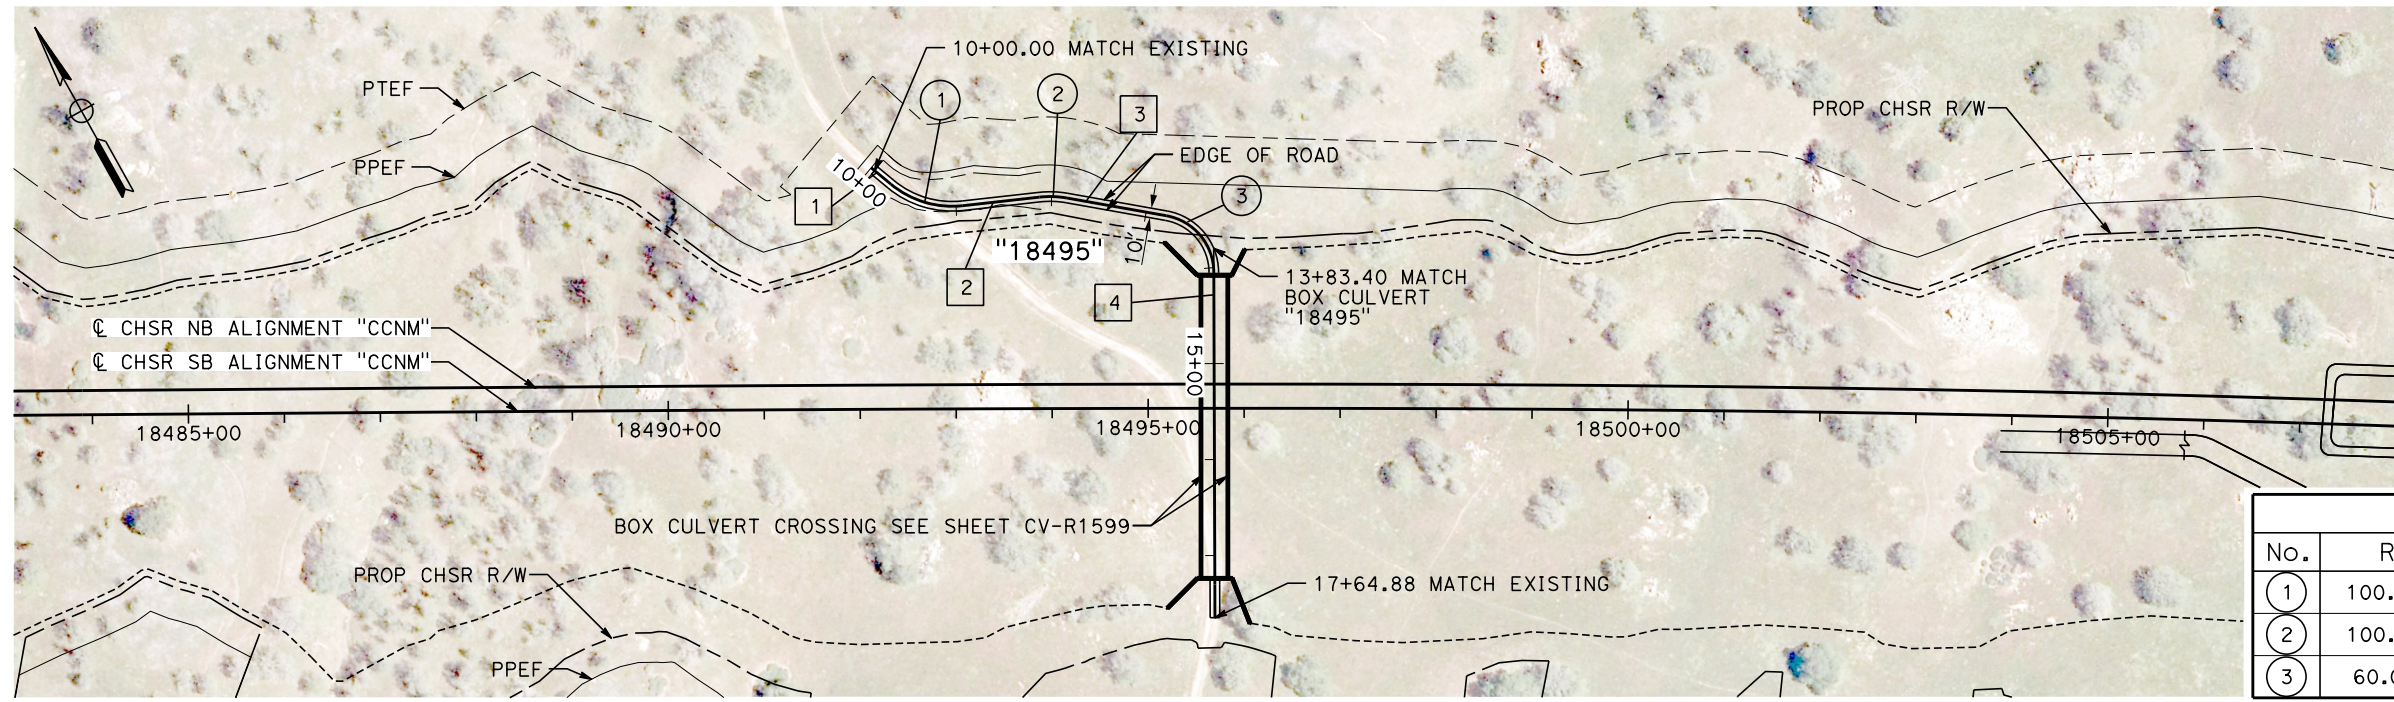 10+00.00 MATCH EXISTING
PTEF
1
2
3
PROP CHSR R/W
PPEF
EDGE OF ROAD
10+00
1
3
"18495"
10'
2
4
13+83.40 MATCH
BOX CULVERT
"18495"
℄ CHSR NB ALIGNMENT "CCNM"
℄ CHSR SB ALIGNMENT "CCNM"
15+00
18485+00
18490+00
18495+00
18500+00
18505+00
BOX CULVERT CROSSING SEE SHEET CV-R1599
PROP CHSR R/W
17+64.88 MATCH EXISTING
PPEF
No. R
1 100.
2 100.
3 60.